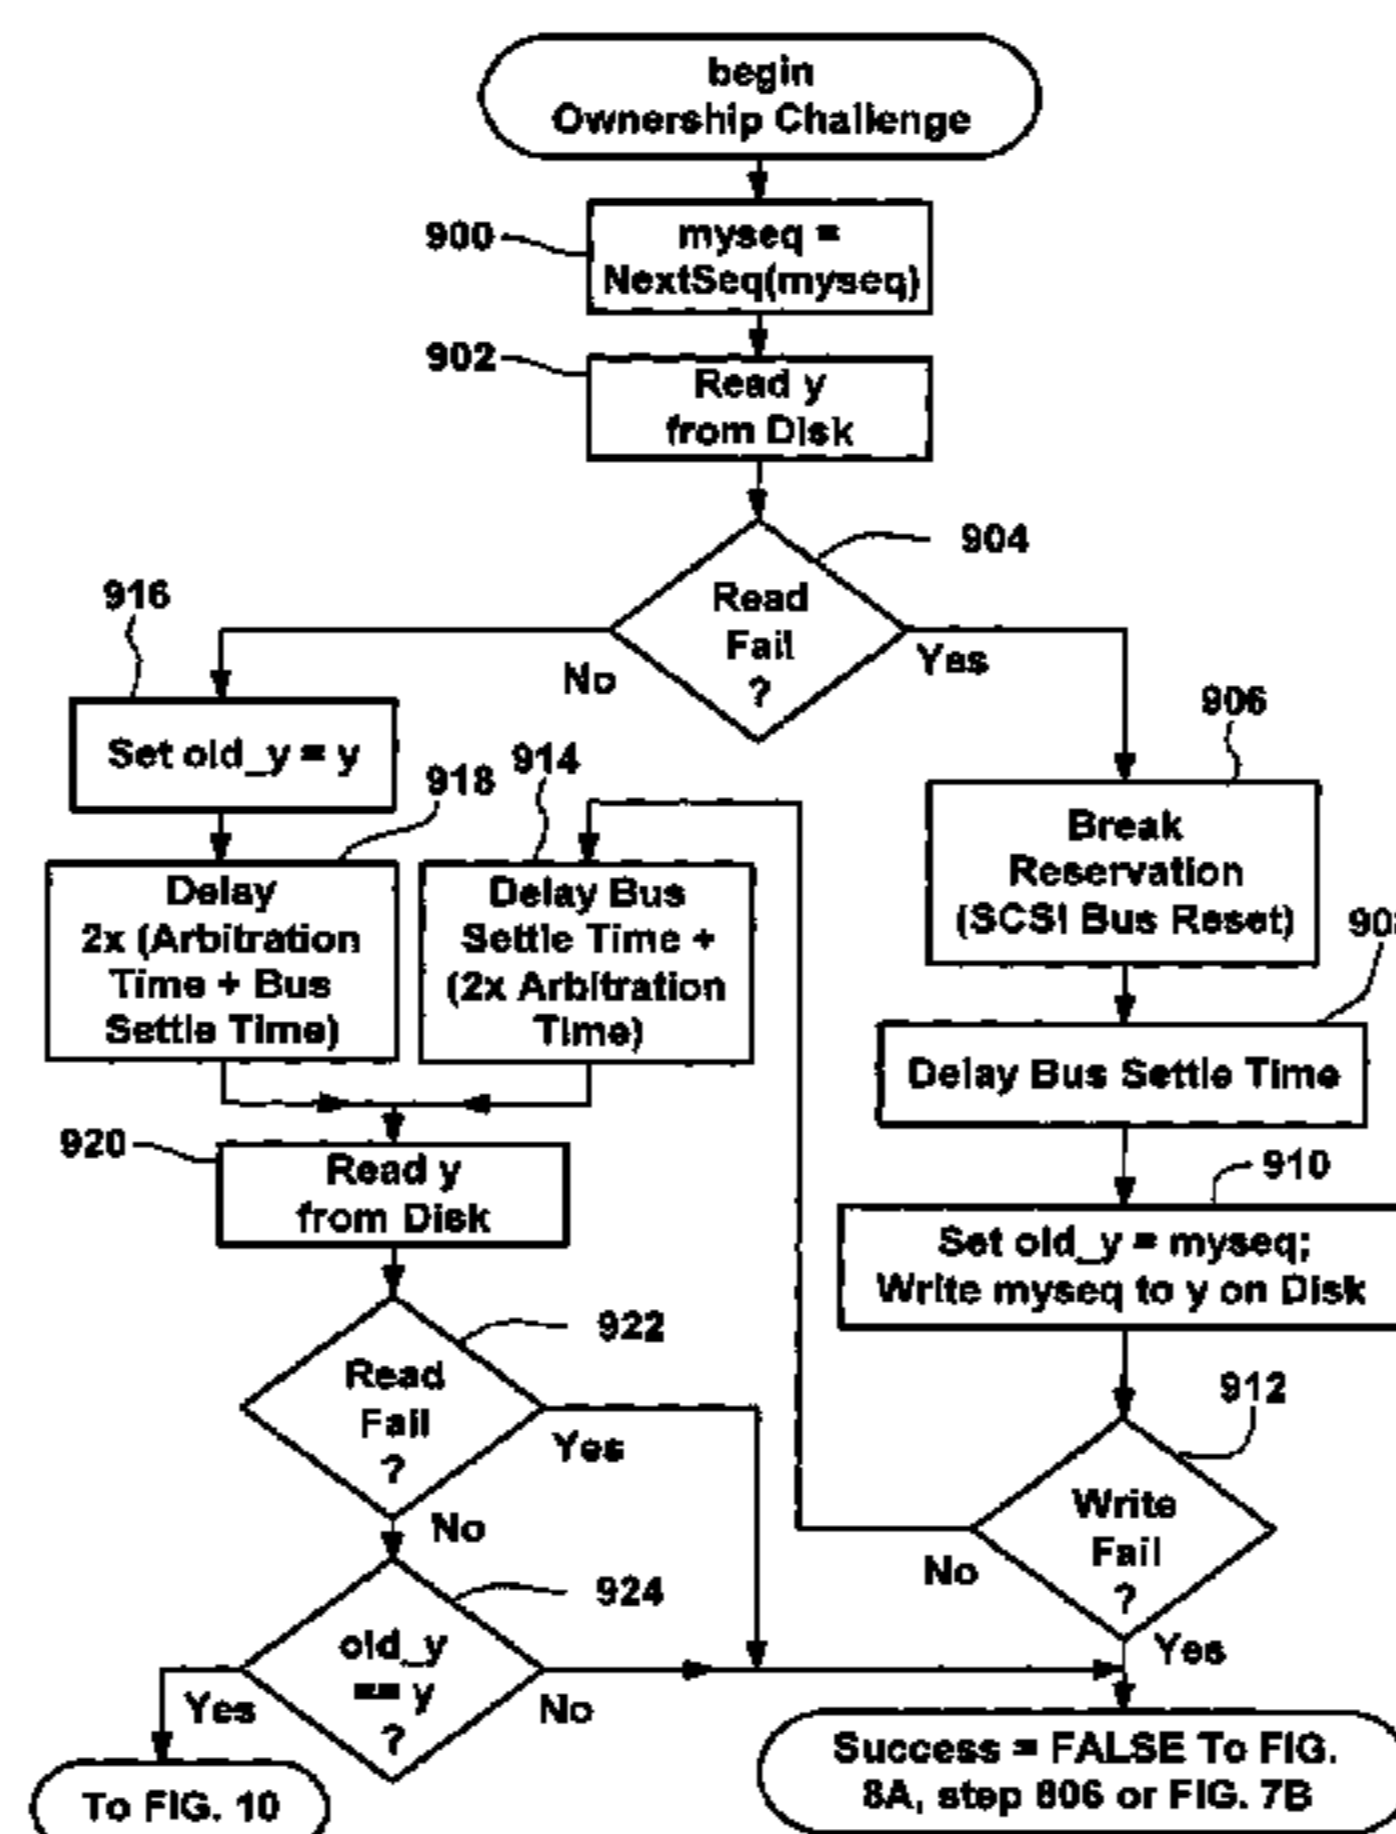 begin
Ownership Challenge
900
myseq =
NextSeq(myseq)
902
Read y
from Disk
904
Read
Fail
?
No
Yes
916
Set old_y = y
918
914
906
Break
Reservation
(SCSI Bus Reset)
Delay
2x (Arbitration
Time + Bus
Settle Time)
Delay Bus
Settle Time +
(2x Arbitration
Time)
Delay Bus Settle Time
920
Read y
from Disk
910
Set old_y = myseq;
Write myseq to y on Disk
922
Read
Fail
?
Yes
No
912
Write
Fail
?
No
Yes
924
old_y
== y
?
Yes
No
To FIG. 10
Success = FALSE To FIG.
8A, step 806 or FIG. 7B